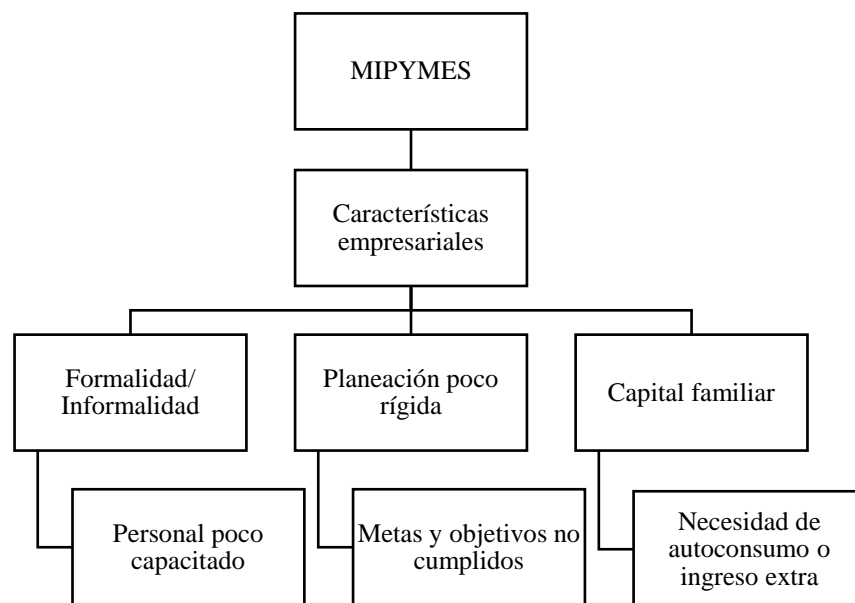 MIPYMES
Característícas
empresariales
Formalidad/
Informalidad
Planeación poco
rígida
Capital familiar
Personal poco
capacitado
Metas y objetivos no
cumplidos
Necesidad de
autoconsumo o
ingreso extra